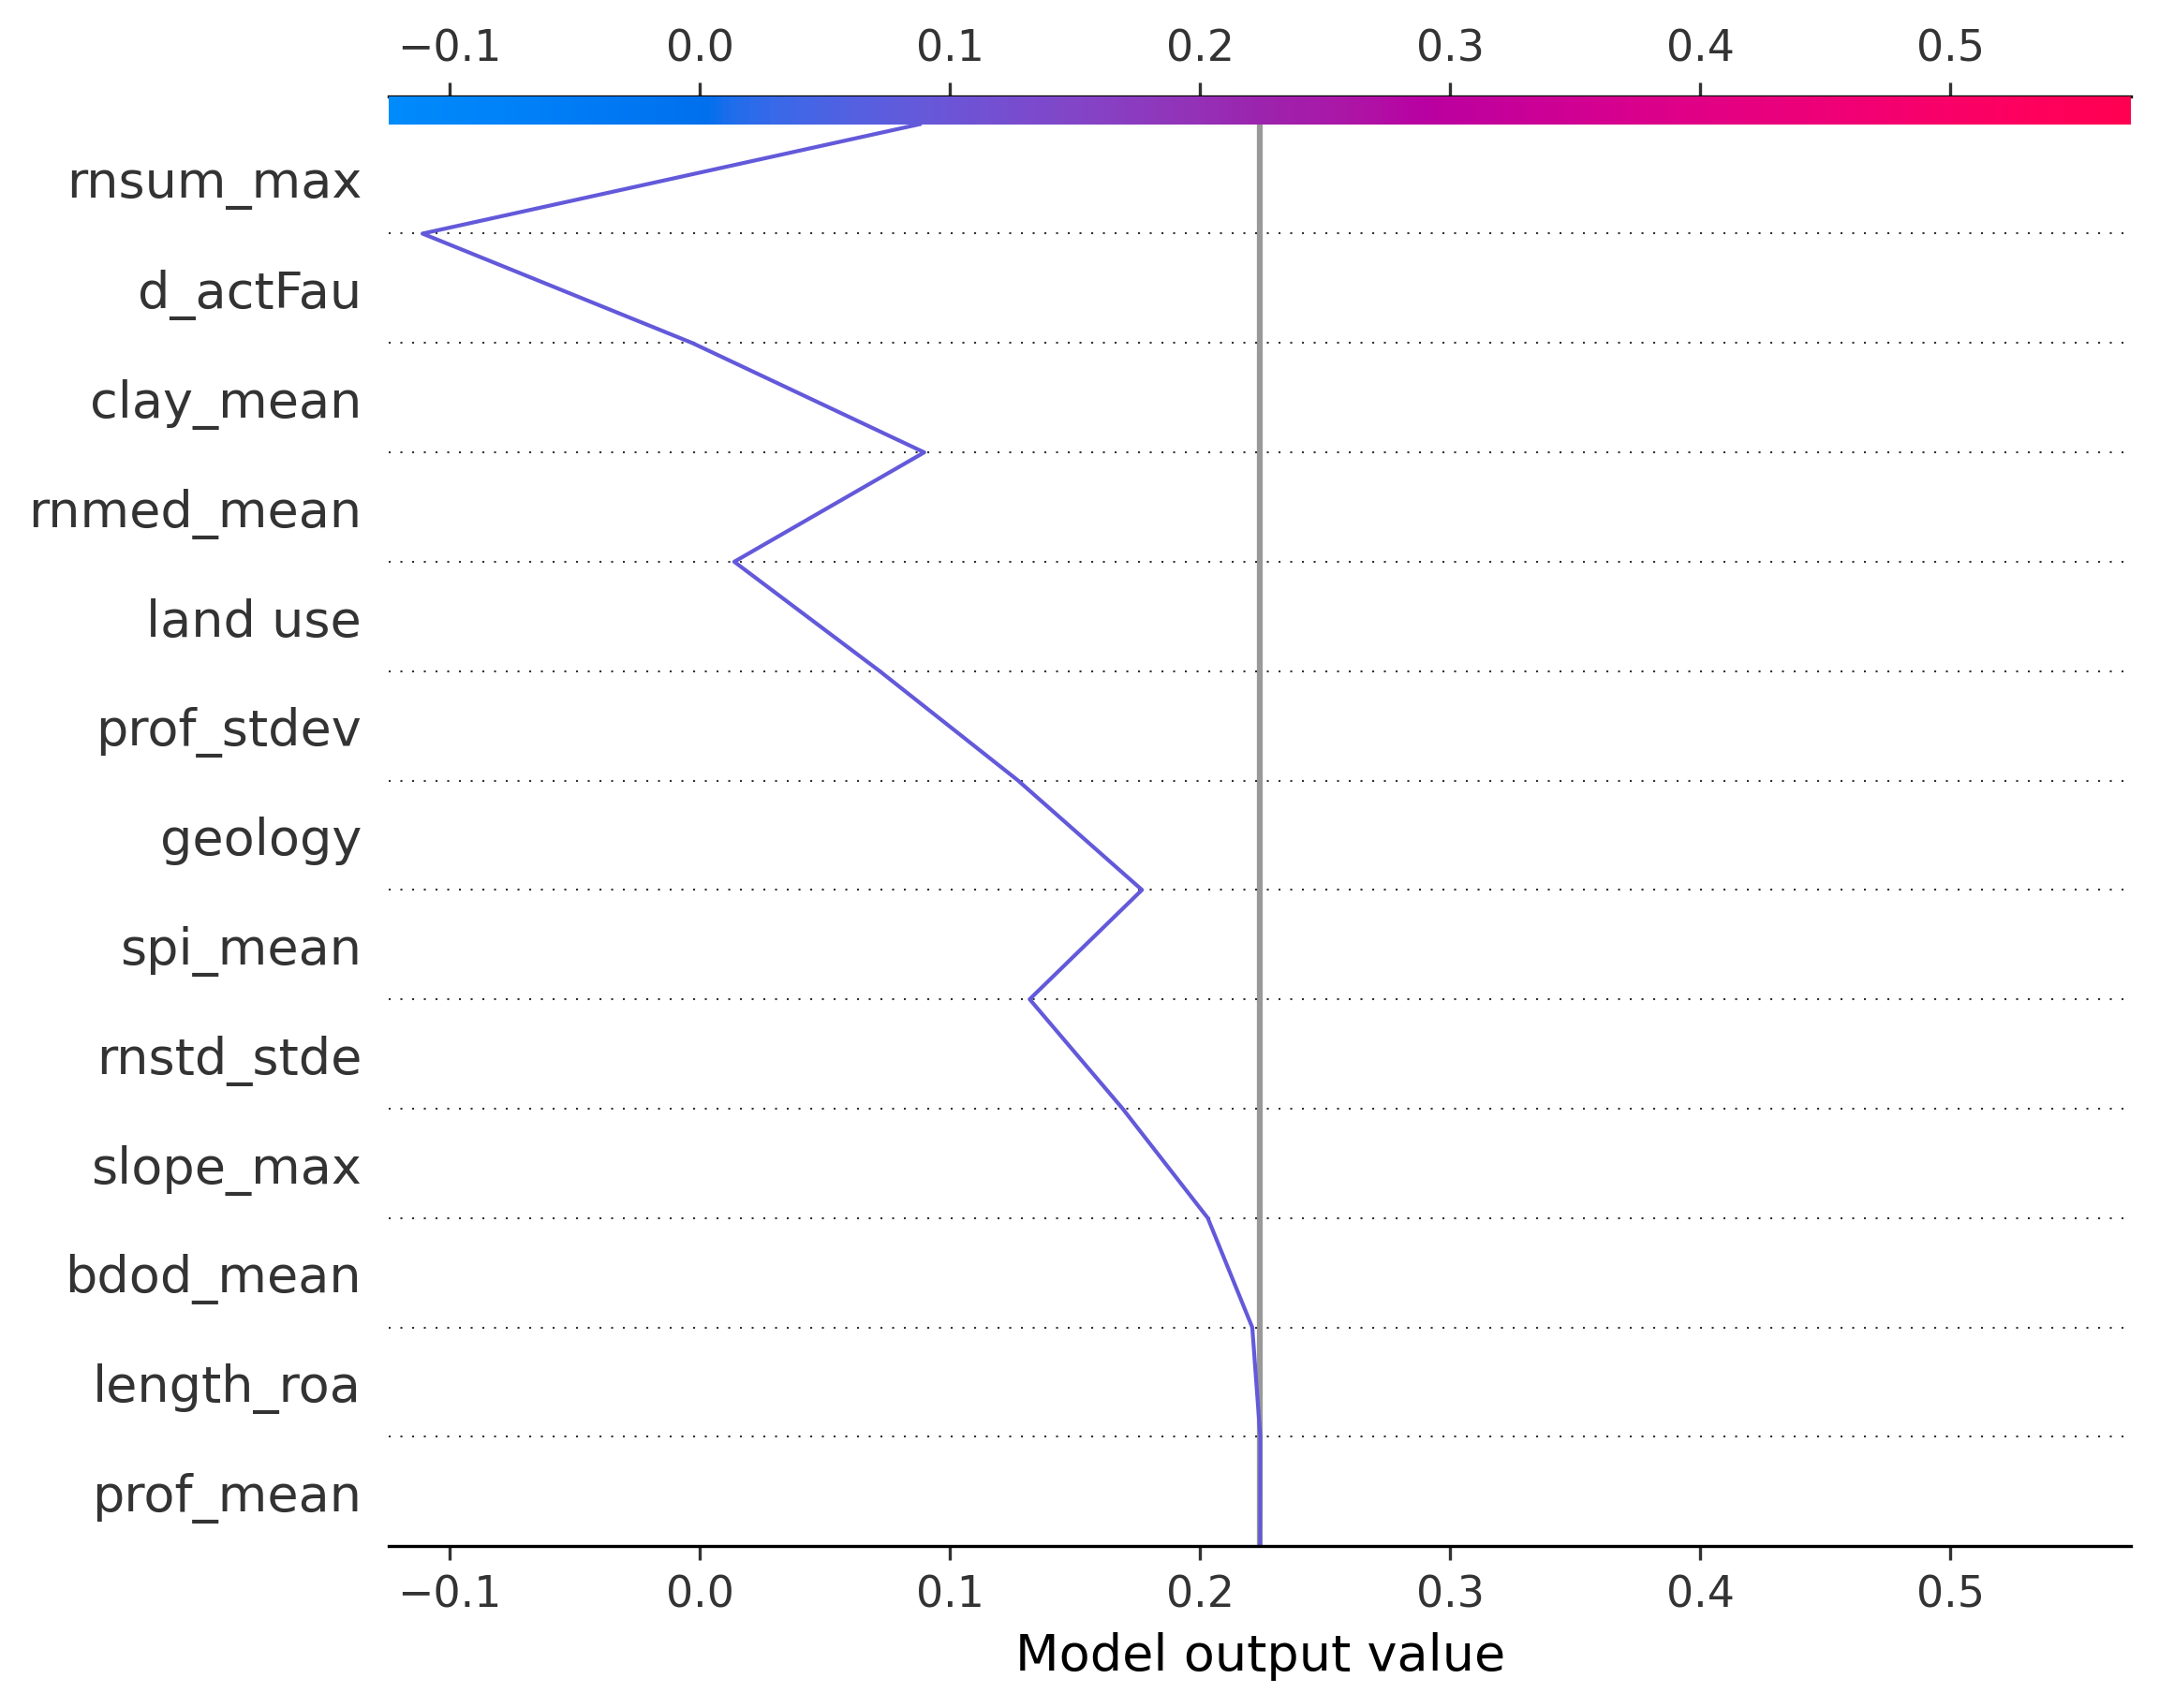 −0.1 0.0 0.1 0.2 0.3 0.4 0.5
rnsum_max
d_actFau
clay_mean
rnmed_mean
land use
prof_stdev
geology
spi_mean
rnstd_stde
slope_max
bdod_mean
length_roa
prof_mean
−0.1 0.0 0.1 0.2 0.3 0.4 0.5
Model output value